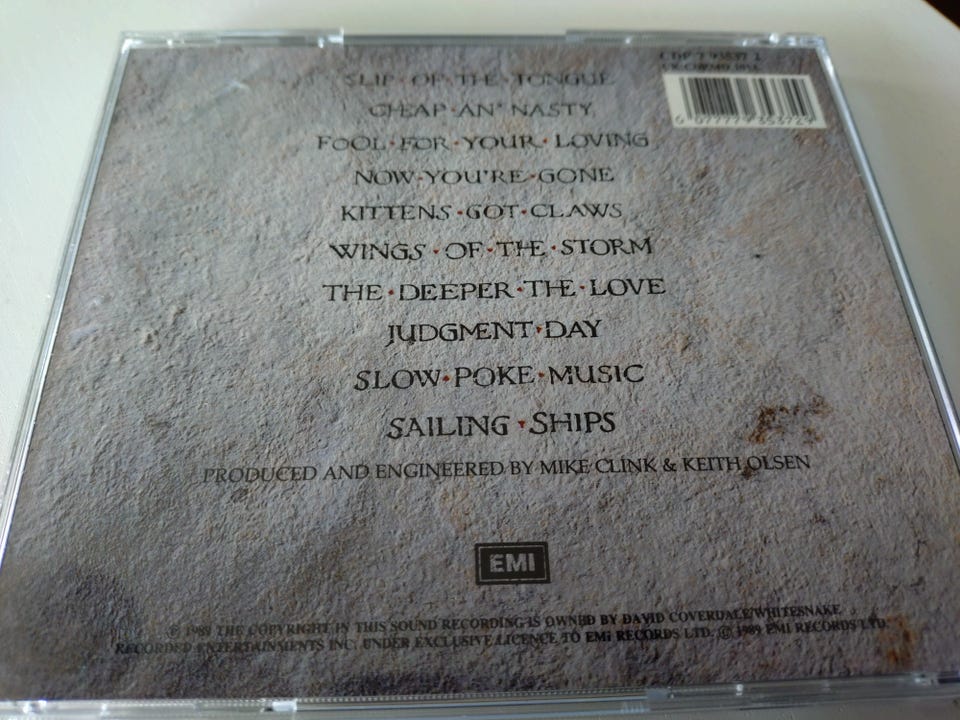 SLIP·OF·THE·TONGUE
CHEAP·AN'·NASTY
FOOL·FOR·YOUR·LOVING
NOW·YOU'RE·GONE
KITTENS·GOT·CLAWS
WINGS·OF·THE·STORM
THE·DEEPER·THE·LOVE
JUDGMENT·DAY
SLOW·POKE·MUSIC
SAILING·SHIPS
PRODUCED AND ENGINEERED BY MIKE CLINK & KEITH OLSEN
EMI
℗ 1989 THE COPYRIGHT IN THIS SOUND RECORDING IS OWNED BY DAVID COVERDALE/WHITESNAKE
RECORDED ENTERTAINMENTS INC. UNDER EXCLUSIVE LICENCE TO EMI RECORDS LTD. © 1989 EMI RECORDS LTD.